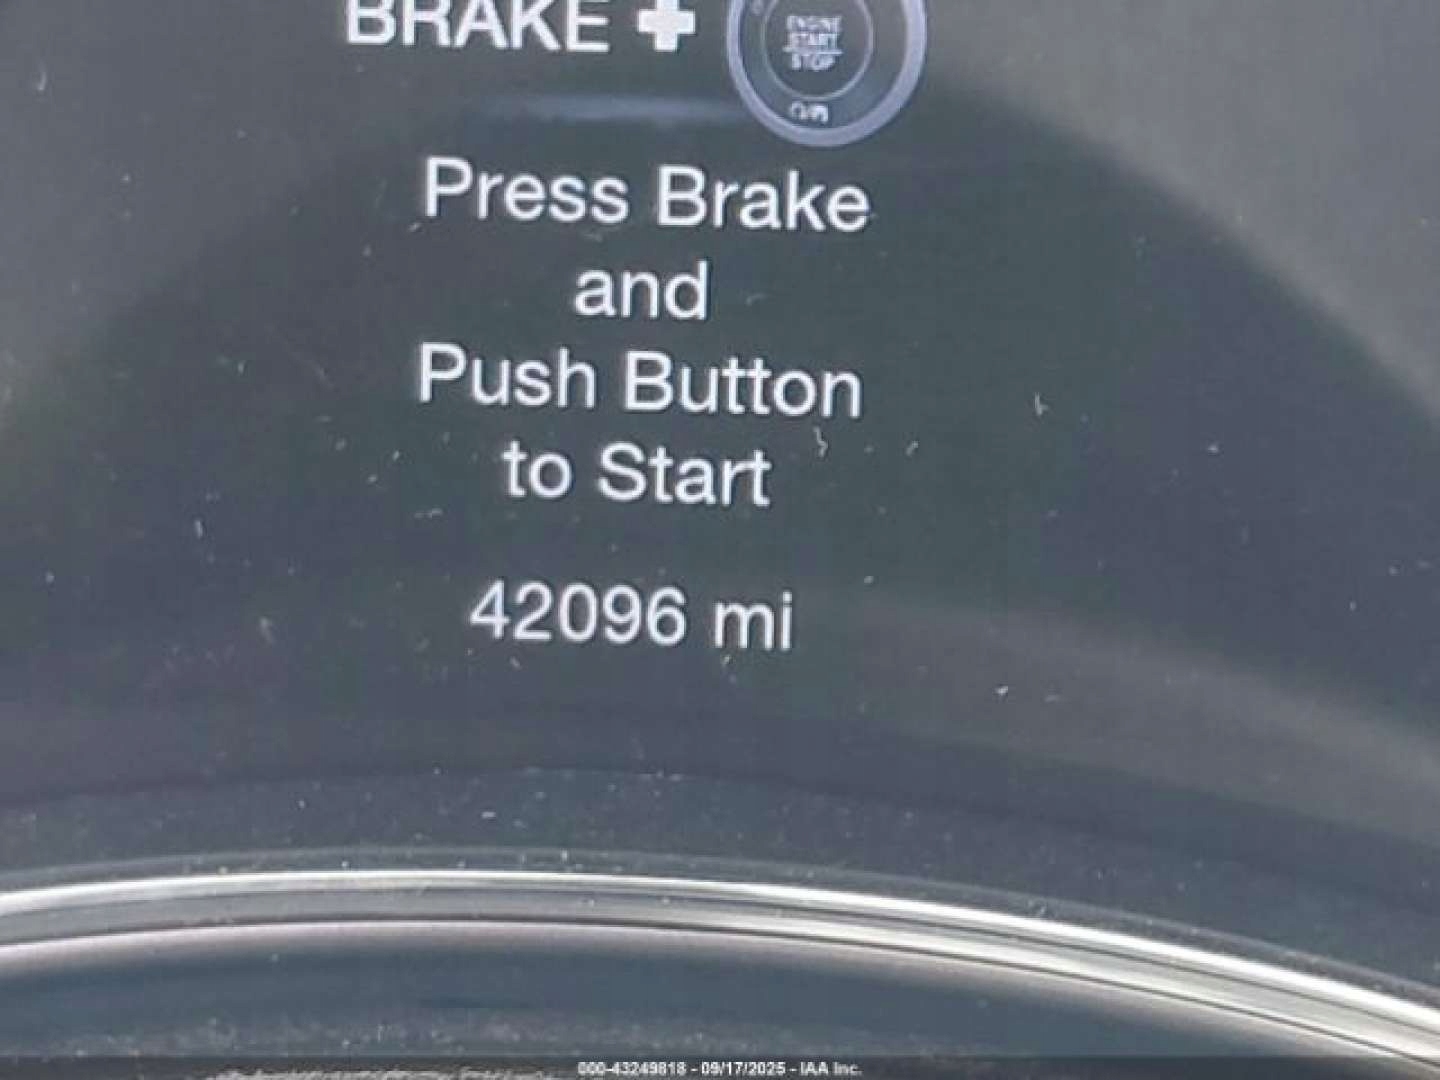 BRAKE +
ENGINE
START
STOP
Press Brake
and
Push Button
to Start
42096 mi
000-43249818 - 09/17/2025 - IAA Inc.